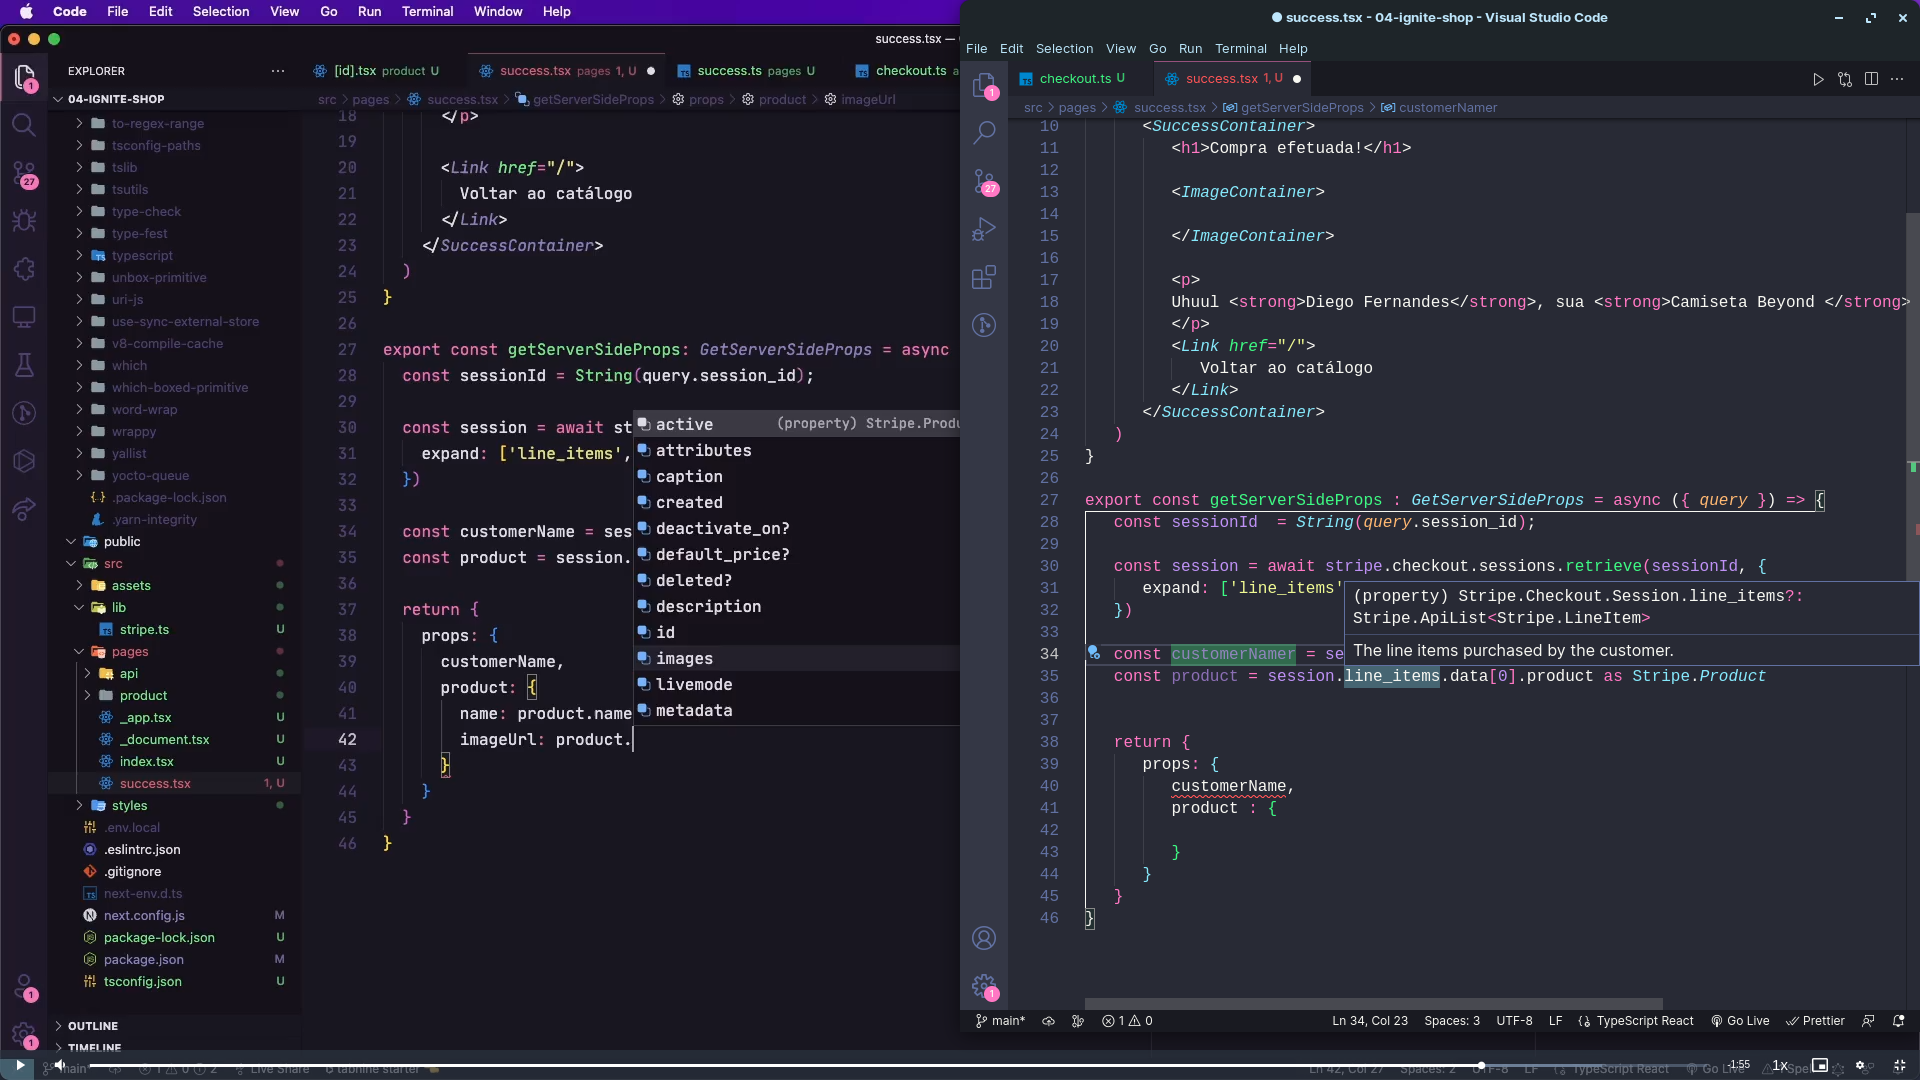 Code File Edit Selection View Go Run Terminal Window Help
success.tsx —
EXPLORER
04-IGNITE-SHOP
to-regex-range
tsconfig-paths
tslib
tsutils
type-check
type-fest
typescript
unbox-primitive
uri-js
use-sync-external-store
v8-compile-cache
which
which-boxed-primitive
word-wrap
wrappy
yallist
yocto-queue
.package-lock.json
.yarn-integrity
public
src
assets
lib
stripe.ts U
pages
api
product
_app.tsx U
_document.tsx U
index.tsx U
success.tsx 1, U
styles
.env.local
.eslintrc.json
.gitignore
next-env.d.ts
next.config.js M
package-lock.json U
package.json M
tsconfig.json U
OUTLINE
TIMELINE
[id].tsx product U success.tsx pages 1, U success.ts pages U checkout.ts a
src > pages > success.tsx > getServerSideProps > props > product > imageUrl
18 </p>
19
20 <Link href="/">
21 Voltar ao catálogo
22 </Link>
23 </SuccessContainer>
24 )
25 }
26
27 export const getServerSideProps: GetServerSideProps = async
28 const sessionId = String(query.session_id);
29
30 const session = await st
31 expand: ['line_items',
32 })
33
34 const customerName = ses
35 const product = session.
36
37 return {
38 props: {
39 customerName,
40 product: {
41 name: product.name
42 imageUrl: product.
43 }
44 }
45 }
46 }
active (property) Stripe.Produ
attributes
caption
created
deactivate_on?
default_price?
deleted?
description
id
images
livemode
metadata
success.tsx - 04-ignite-shop - Visual Studio Code
File Edit Selection View Go Run Terminal Help
checkout.ts U success.tsx 1, U
src > pages > success.tsx > getServerSideProps > customerNamer
10 <SuccessContainer>
11 <h1>Compra efetuada!</h1>
12
13 <ImageContainer>
14
15 </ImageContainer>
16
17 <p>
18 Uhuul <strong>Diego Fernandes</strong>, sua <strong>Camiseta Beyond </strong>
19 </p>
20 <Link href="/">
21 Voltar ao catálogo
22 </Link>
23 </SuccessContainer>
24 )
25 }
26
27 export const getServerSideProps : GetServerSideProps = async ({ query }) => {
28 const sessionId = String(query.session_id);
29
30 const session = await stripe.checkout.sessions.retrieve(sessionId, {
31 expand: ['line_items'
32 })
33
34 const customerNamer = se
35 const product = session.line_items.data[0].product as Stripe.Product
36
37
38 return {
39 props: {
40 customerName,
41 product : {
42
43 }
44 }
45 }
46 }
(property) Stripe.Checkout.Session.line_items?:
Stripe.ApiList<Stripe.LineItem>
The line items purchased by the customer.
main* 1 0 Ln 34, Col 23 Spaces: 3 UTF-8 LF TypeScript React Go Live Prettier
main* 1 0 2 Live Share tabnine starter Ln 42, Col 27 Spaces: 2 UTF-8 LF TypeScript React Go Live
-1:55 1x